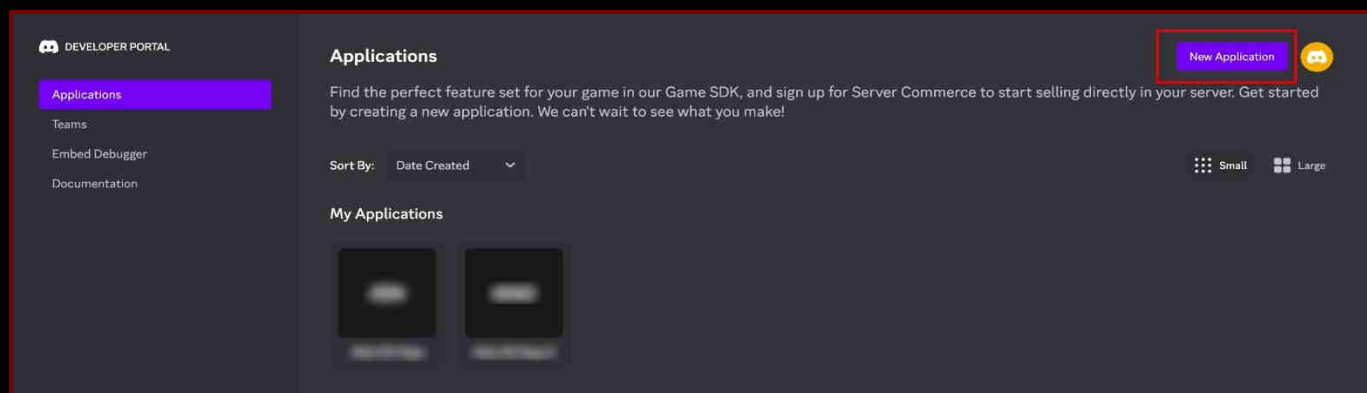 DEVELOPER PORTAL
Applications
Teams
Embed Debugger
Documentation
Applications
New Application
Find the perfect feature set for your game in our Game SDK, and sign up for Server Commerce to start selling directly in your server. Get started
by creating a new application. We can't wait to see what you make!
Sort By: Date Created
Small Large
My Applications